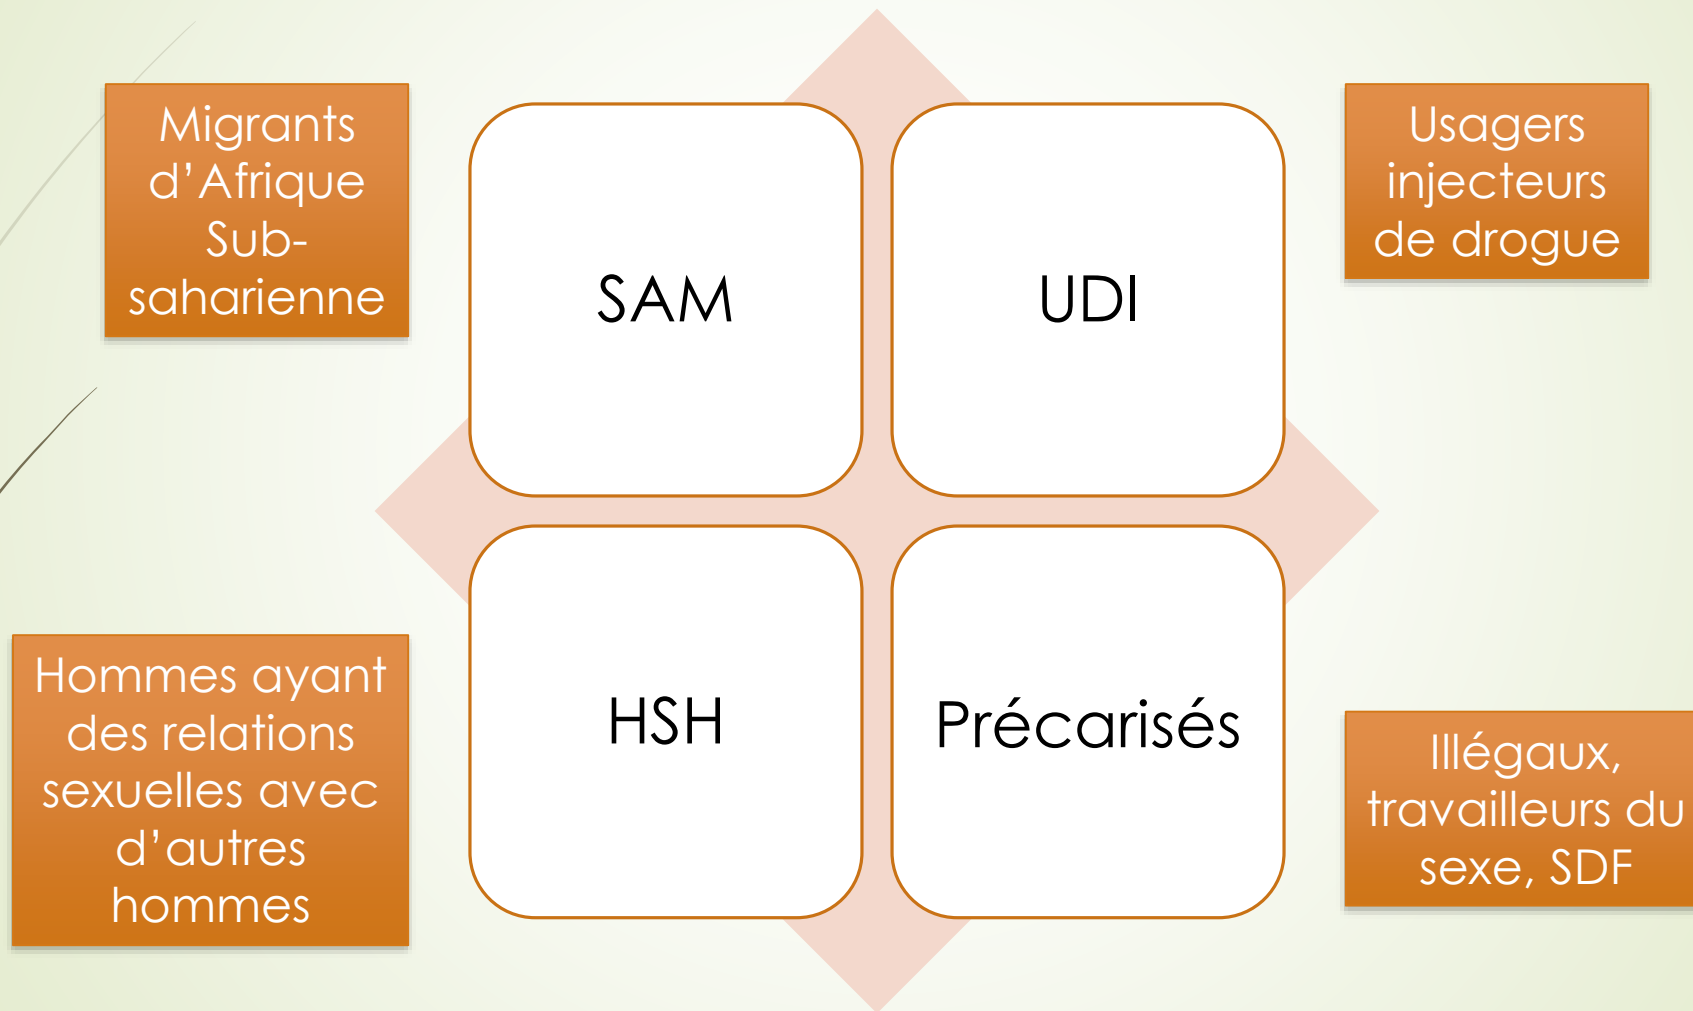 Migrants
d’Afrique
Sub-
saharienne
SAM
UDI
Usagers
injecteurs
de drogue
Hommes ayant
des relations
sexuelles avec
d’autres
hommes
HSH
Précarisés
Illégaux,
travailleurs du
sexe, SDF